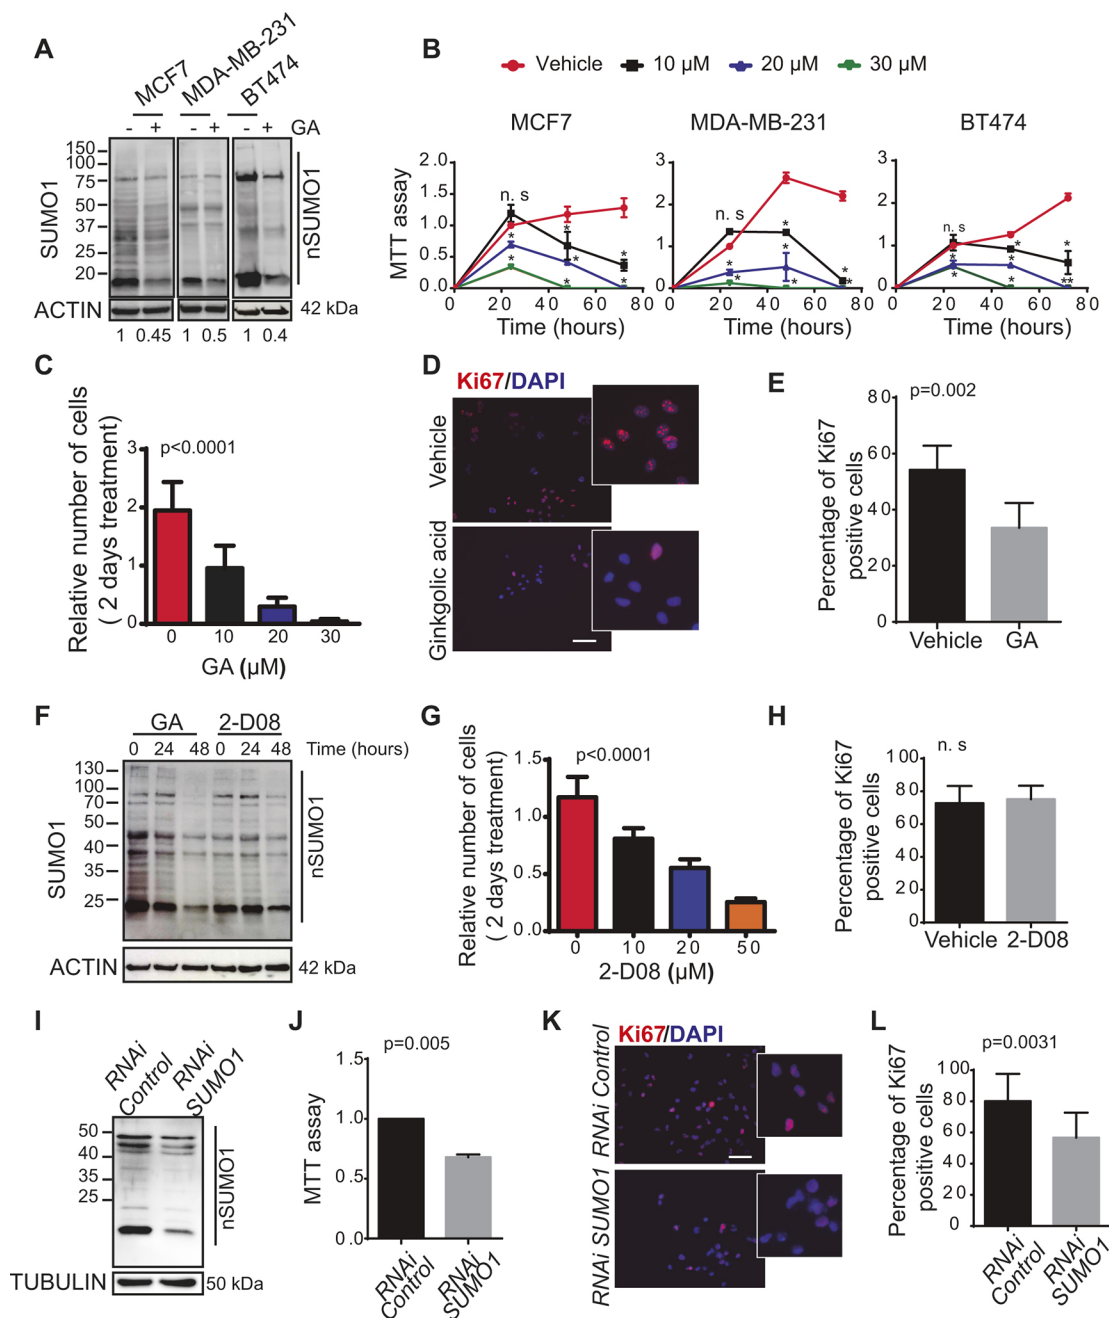 A
MCF7
MDA-MB-231
BT474
- + - + - + GA
150
100
75
50
37
25
20
SUMO1
nSUMO1
ACTIN
42 kDa
1 0.45 1 0.5 1 0.4
B
Vehicle 10 µM 20 µM 30 µM
MCF7 MDA-MB-231 BT474
MTT assay
2.0
1.5
1.0
0.5
0.0
n. s
* * * * * * *
0 20 40 60 80
Time (hours)
3
2
1
0
n. s
* * * * * * *
0 20 40 60 80
Time (hours)
3
2
1
0
n. s
* * * * * * * **
0 20 40 60 80
Time (hours)
C
Relative number of cells
( 2 days treatment)
p<0.0001
3
2
1
0
0 10 20 30
GA (µM)
D
Ki67/DAPI
Vehicle
Ginkgolic acid
E
p=0.002
Percentage of Ki67
positive cells
80
60
40
20
0
Vehicle GA
F
GA 2-D08
0 24 48 0 24 48 Time (hours)
130
100
70
50
35
25
SUMO1
nSUMO1
ACTIN
42 kDa
G
Relative number of cells
( 2 days treatment)
p<0.0001
1.5
1.0
0.5
0.0
0 10 20 50
2-D08 (µM)
H
n. s
Percentage of Ki67
positive cells
100
80
60
40
20
0
Vehicle 2-D08
I
RNAi
Control
RNAi
SUMO1
50
40
35
25
nSUMO1
TUBULIN
50 kDa
J
p=0.005
MTT assay
1.5
1.0
0.5
0.0
RNAi
Control
RNAi
SUMO1
K
Ki67/DAPI
RNAi Control
RNAi SUMO1
L
p=0.0031
Percentage of Ki67
positive cells
100
80
60
40
20
0
RNAi
Control
RNAi
SUMO1